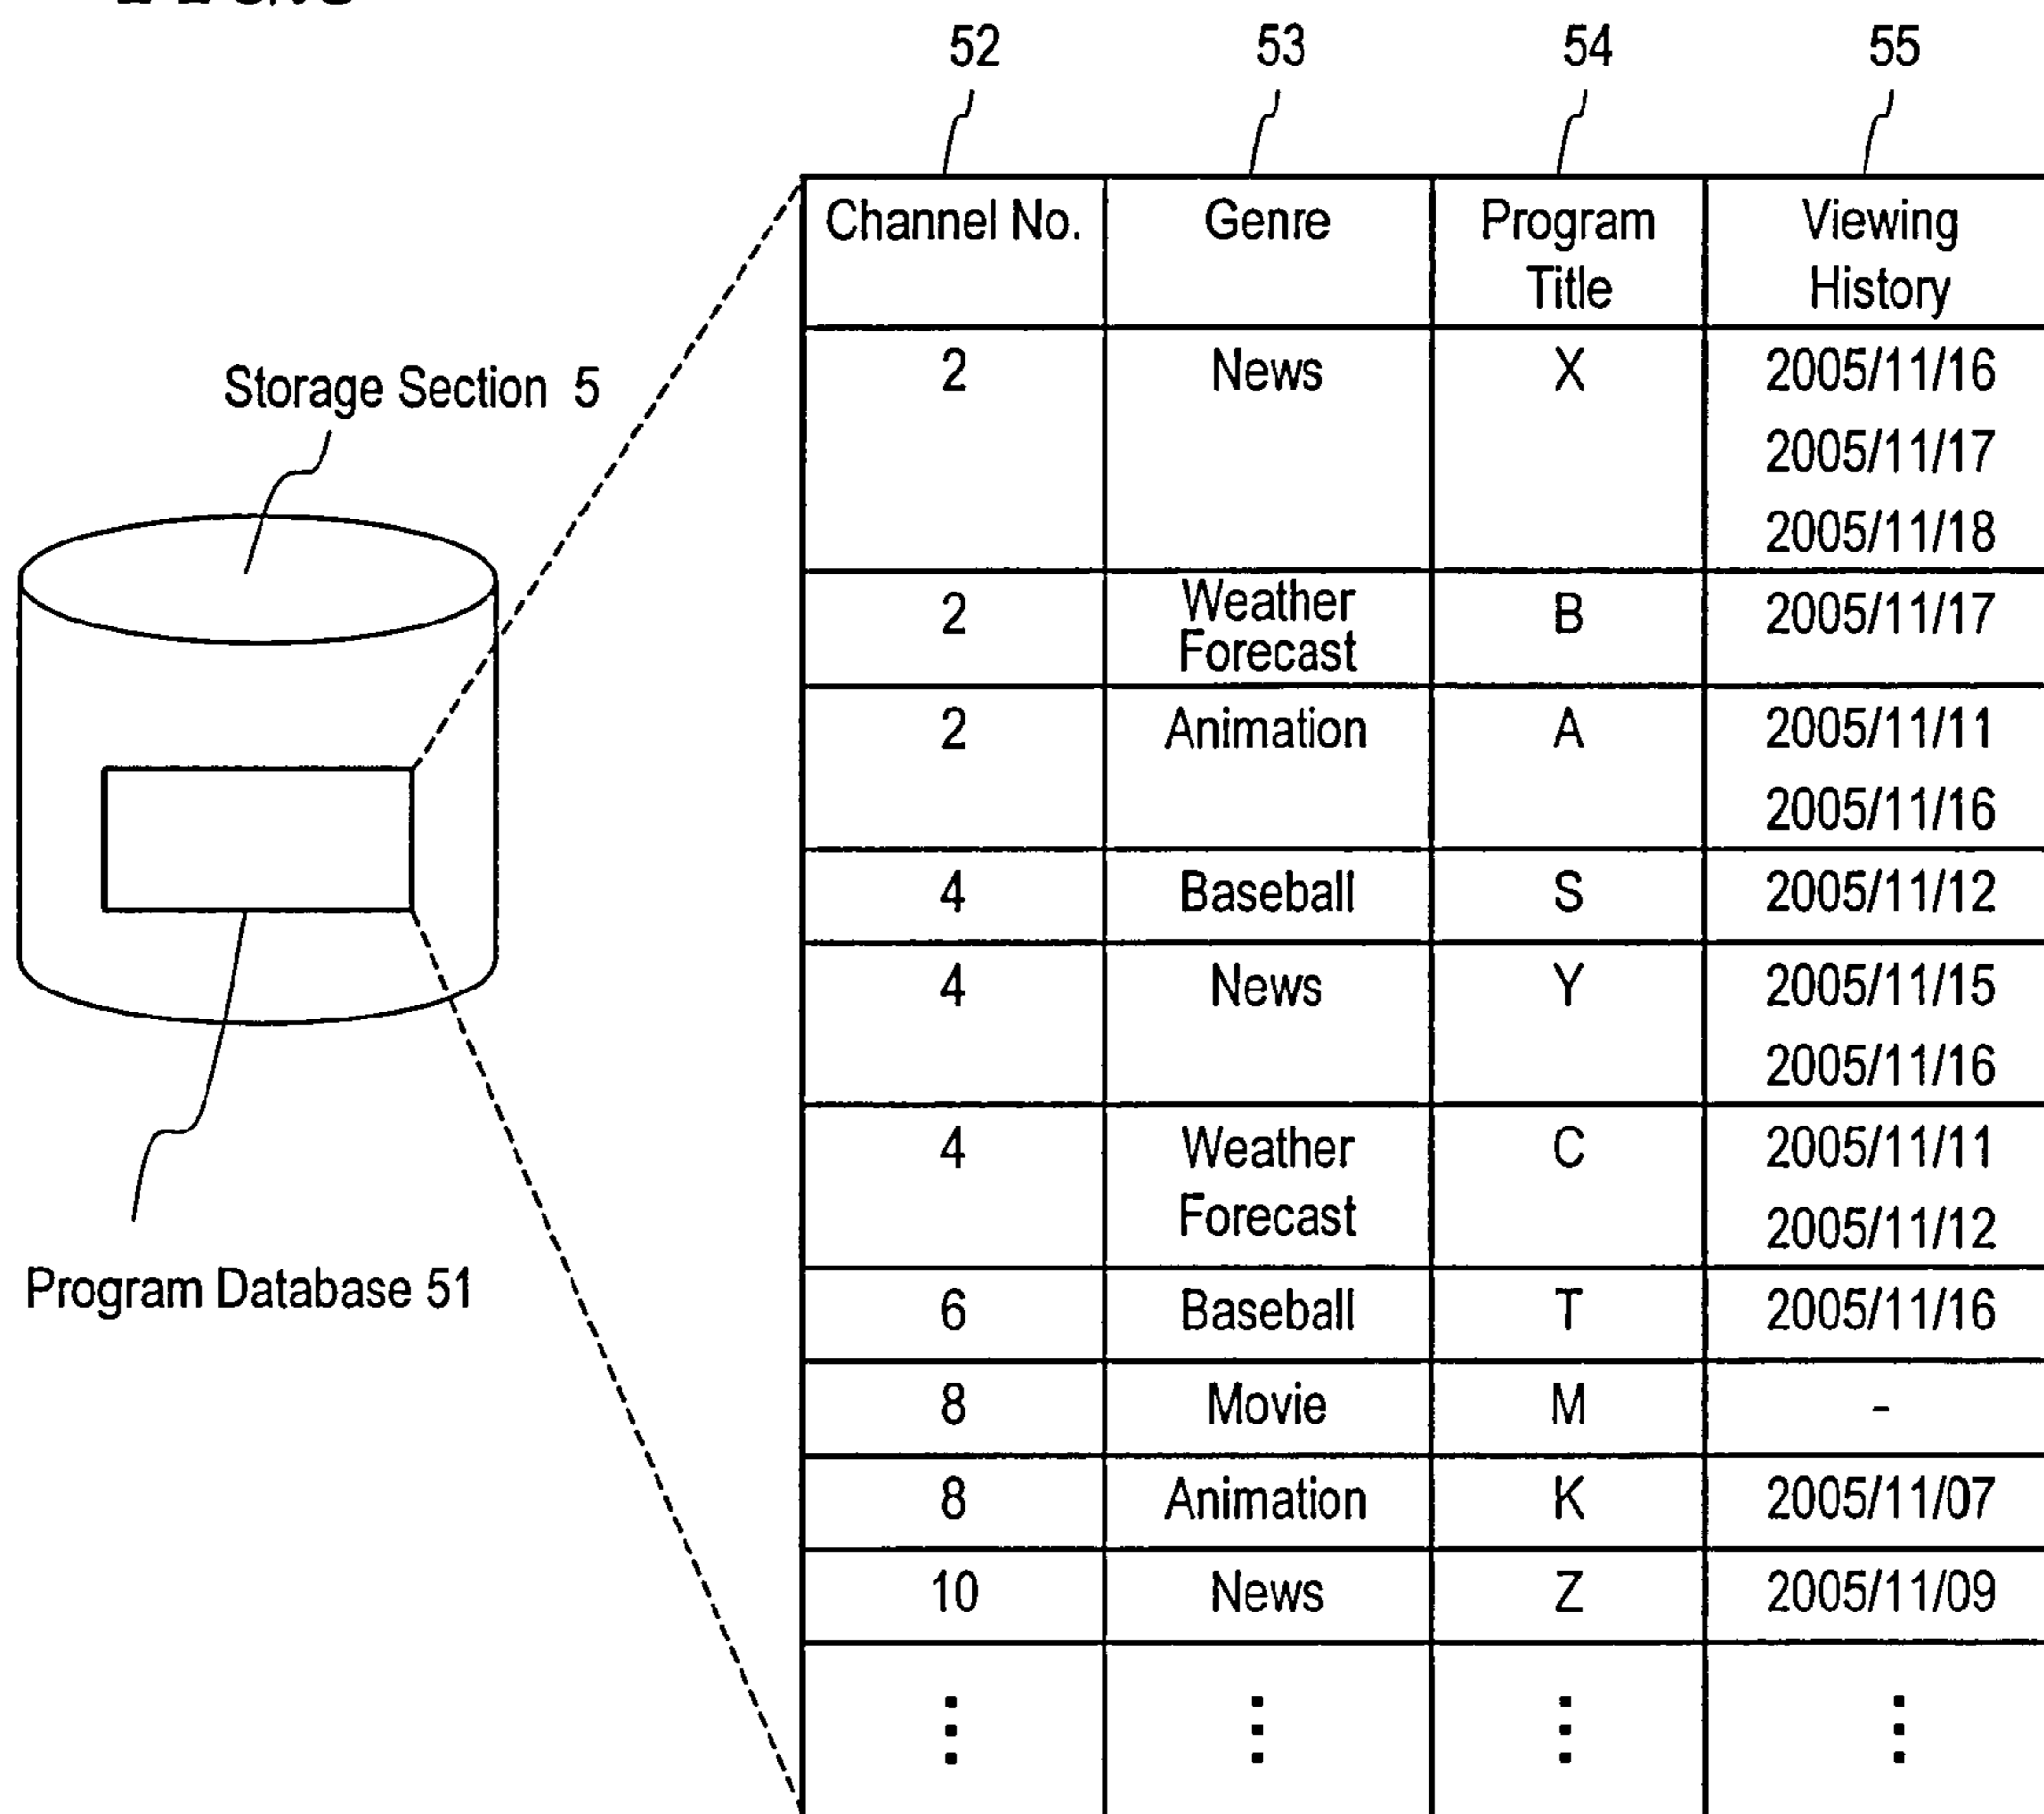 52 53 54 55
Channel No. Genre Program Title Viewing History
Storage Section 5
2 News X 2005/11/16
2005/11/17
2005/11/18
2 Weather Forecast B 2005/11/17
2 Animation A 2005/11/11
2005/11/16
4 Baseball S 2005/11/12
4 News Y 2005/11/15
2005/11/16
4 Weather Forecast C 2005/11/11
2005/11/12
Program Database 51
6 Baseball T 2005/11/16
8 Movie M -
8 Animation K 2005/11/07
10 News Z 2005/11/09
⋮ ⋮ ⋮ ⋮